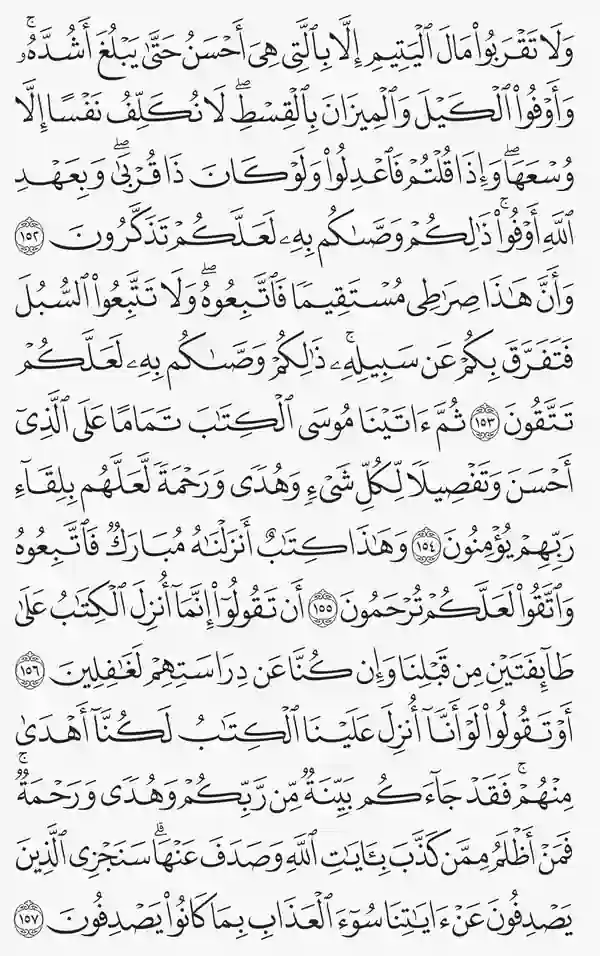 وَلَا تَقۡرَبُواْ مَالَ ٱلۡيَتِيمِ إِلَّا بِٱلَّتِي هِيَ أَحۡسَنُ حَتَّىٰ يَبۡلُغَ أَشُدَّهُۥۚ
وَأَوۡفُواْ ٱلۡكَيۡلَ وَٱلۡمِيزَانَ بِٱلۡقِسۡطِۖ لَا نُكَلِّفُ نَفۡسًا إِلَّا
وُسۡعَهَاۖ وَإِذَا قُلۡتُمۡ فَٱعۡدِلُواْ وَلَوۡ كَانَ ذَا قُرۡبَىٰۖ وَبِعَهۡدِ
ٱللَّهِ أَوۡفُواْۚ ذَٰلِكُمۡ وَصَّىٰكُم بِهِۦ لَعَلَّكُمۡ تَذَكَّرُونَ ١٥٢
وَأَنَّ هَٰذَا صِرَٰطِي مُسۡتَقِيمٗا فَٱتَّبِعُوهُۖ وَلَا تَتَّبِعُواْ ٱلسُّبُلَ
فَتَفَرَّقَ بِكُمۡ عَن سَبِيلِهِۦۚ ذَٰلِكُمۡ وَصَّىٰكُم بِهِۦ لَعَلَّكُمۡ
تَتَّقُونَ ١٥٣ ثُمَّ ءَاتَيۡنَا مُوسَى ٱلۡكِتَٰبَ تَمَامًا عَلَى ٱلَّذِيٓ
أَحۡسَنَ وَتَفۡصِيلٗا لِّكُلِّ شَيۡءٖ وَهُدٗى وَرَحۡمَةٗ لَّعَلَّهُم بِلِقَآءِ
رَبِّهِمۡ يُؤۡمِنُونَ ١٥٤ وَهَٰذَا كِتَٰبٌ أَنزَلۡنَٰهُ مُبَارَكٞ فَٱتَّبِعُوهُ
وَٱتَّقُواْ لَعَلَّكُمۡ تُرۡحَمُونَ ١٥٥ أَن تَقُولُوٓاْ إِنَّمَآ أُنزِلَ ٱلۡكِتَٰبُ عَلَىٰ
طَآئِفَتَيۡنِ مِن قَبۡلِنَا وَإِن كُنَّا عَن دِرَاسَتِهِمۡ لَغَٰفِلِينَ ١٥٦
أَوۡ تَقُولُواْ لَوۡ أَنَّآ أُنزِلَ عَلَيۡنَا ٱلۡكِتَٰبُ لَكُنَّآ أَهۡدَىٰ
مِنۡهُمۡۚ فَقَدۡ جَآءَكُم بَيِّنَةٞ مِّن رَّبِّكُمۡ وَهُدٗى وَرَحۡمَةٞۚ
فَمَنۡ أَظۡلَمُ مِمَّن كَذَّبَ بِـَٔايَٰتِ ٱللَّهِ وَصَدَفَ عَنۡهَاۗ سَنَجۡزِي ٱلَّذِينَ
يَصۡدِفُونَ عَنۡ ءَايَٰتِنَا سُوٓءَ ٱلۡعَذَابِ بِمَا كَانُواْ يَصۡدِفُونَ ١٥٧